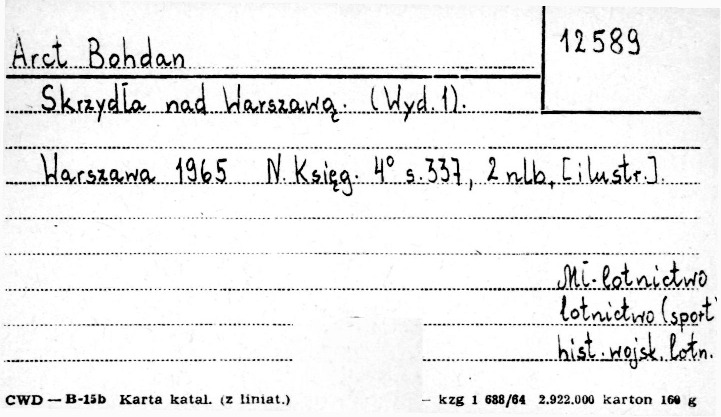 Arct Bohdan
12589
Skrzydła nad Warszawą. (Wyd. 1).
Warszawa 1965 N. Księg. 4° s. 337, 2 nlb, [ilustr.].
Mi-lotnictwo
lotnictwo (sport
hist. wojsk. lotn.
CWD — B-15b Karta katal. (z liniat.)
— kzg 1 688/64 2.922.000 karton 160 g